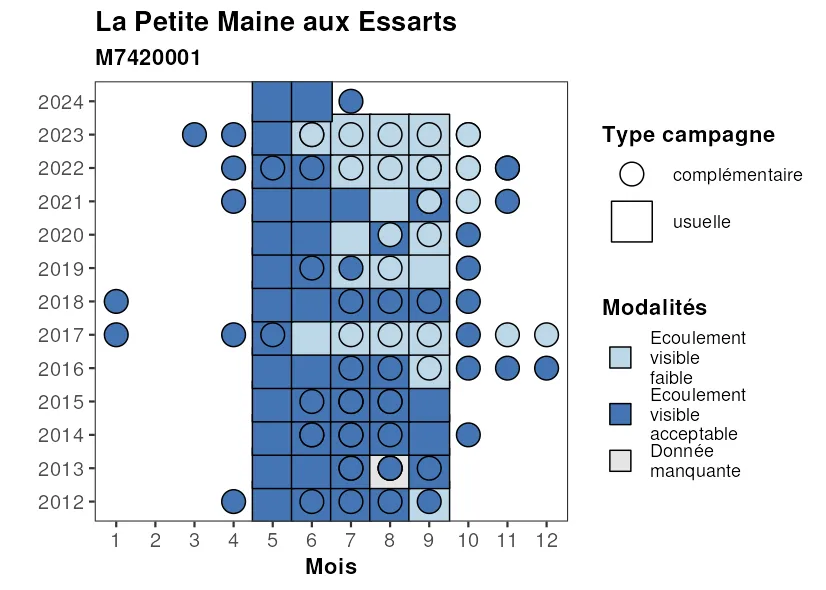 La Petite Maine aux Essarts
M7420001
2024
2023
2022
2021
2020
2019
2018
2017
2016
2015
2014
2013
2012
1 2 3 4 5 6 7 8 9 10 11 12
Mois
Type campagne
complémentaire
usuelle
Modalités
Ecoulement
visible
faible
Ecoulement
visible
acceptable
Donnée
manquante